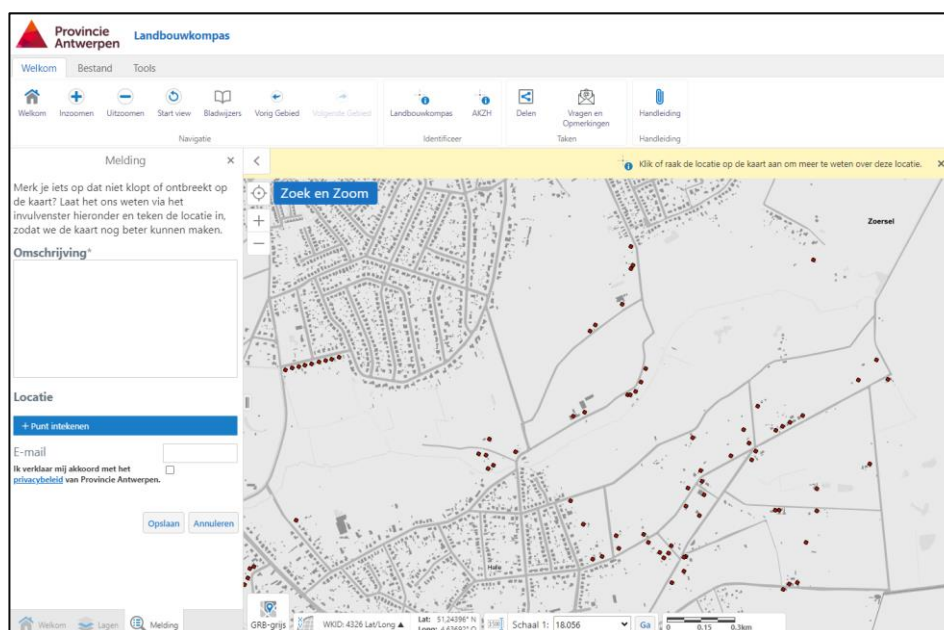 Provincie
Antwerpen
Landbouwkompas
Welkom Bestand Tools
Welkom Inzoomen Uitzoomen Start view Bladwijzers Vorig Gebied Volgende Gebied Landbouwkompas AKZH Delen Vragen en Opmerkingen Handleiding
Navigatie Identificeer Taken Handleiding
Melding
Klik of raak de locatie op de kaart aan om meer te weten over deze locatie.
Merk je iets op dat niet klopt of ontbreekt op
de kaart? Laat het ons weten via het
invulvenster hieronder en teken de locatie in,
zodat we de kaart nog beter kunnen maken.
Omschrijving*
Locatie
+ Punt intekenen
E-mail
Ik verklaar mij akkoord met het
privacybeleid van Provincie Antwerpen.
Opslaan Annuleren
Welkom Lagen Melding
Zoek en Zoom
Zoersel
Halle
GRB-grijs
WKID: 4326 Lat/Long
Lat: 51,24396° N
Schaal 1: 18.056
Ga
0 0.15 0.3km